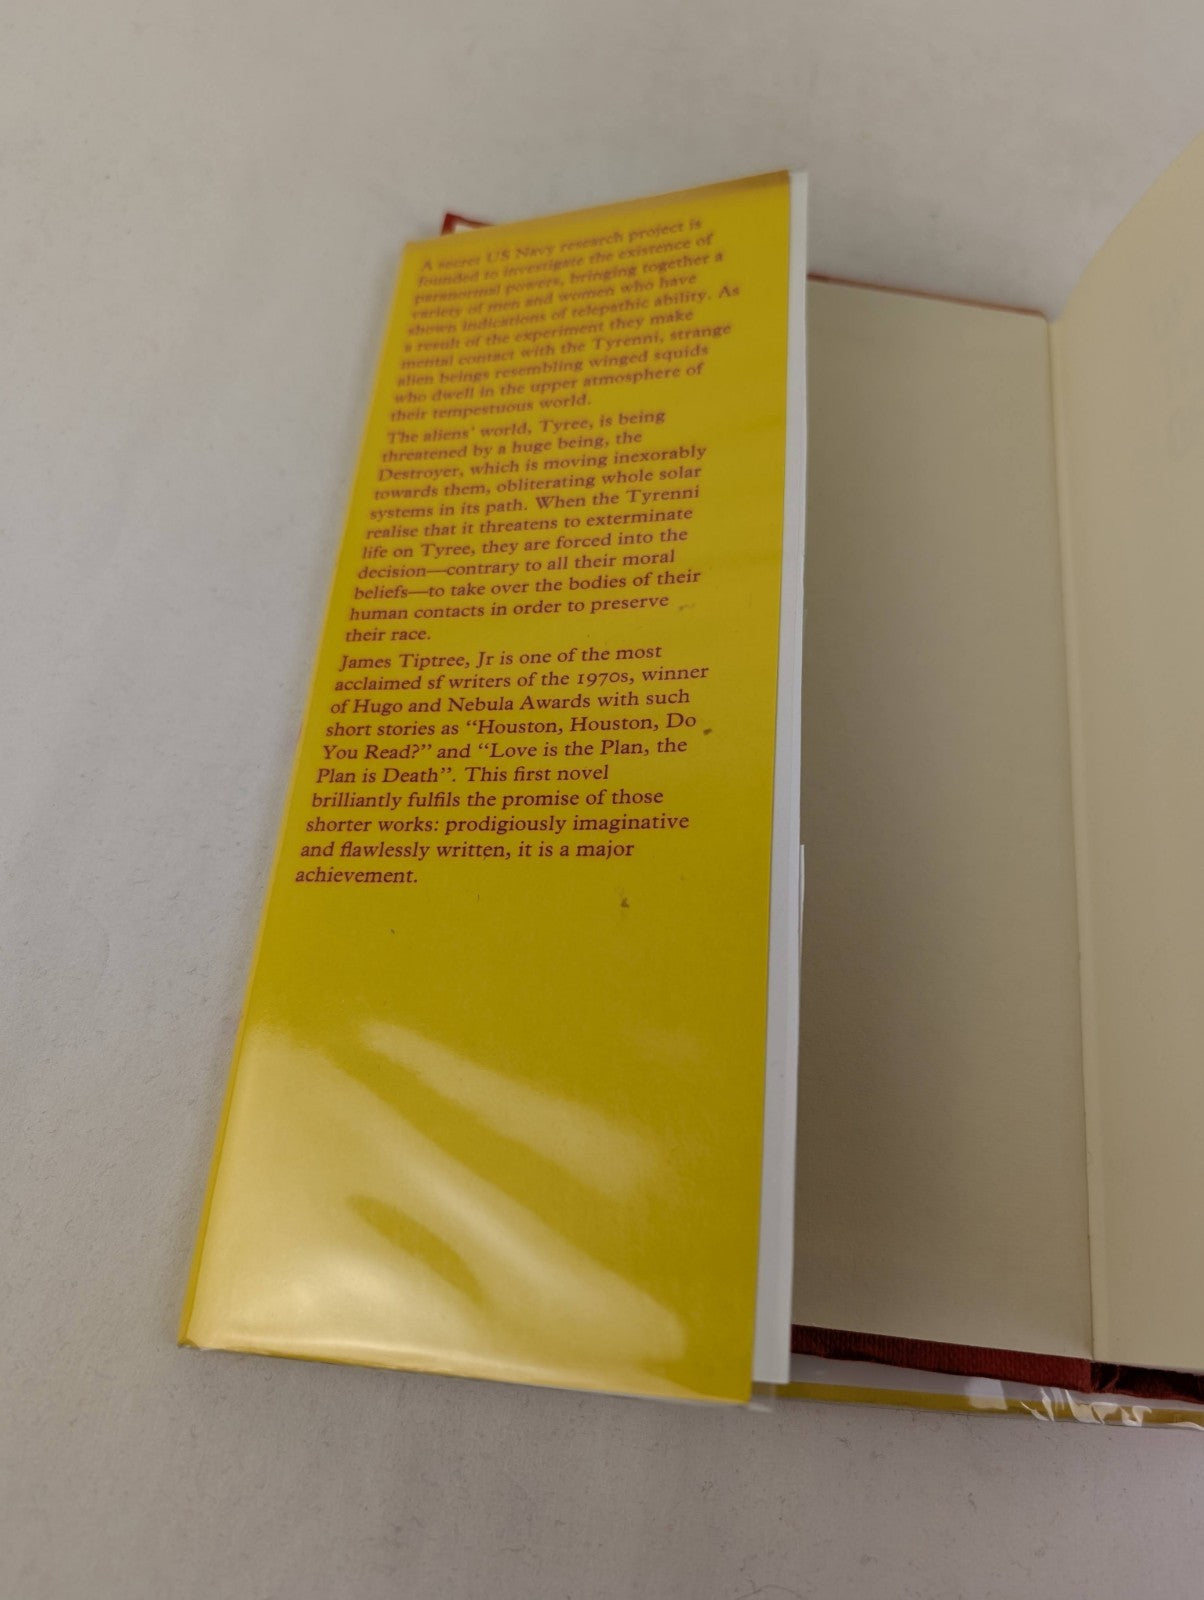 A secret US Navy research project is
founded to investigate the existence of
paranormal powers, bringing together a
variety of men and women who have
shown indications of telepathic ability. As
a result of the experiment they make
mental contact with the Tyrenni, strange
alien beings resembling winged squids
who dwell in the upper atmosphere of
their tempestuous world.
The aliens' world, Tyree, is being
threatened by a huge being, the
Destroyer, which is moving inexorably
towards them, obliterating whole solar
systems in its path. When the Tyrenni
realise that it threatens to exterminate
life on Tyree, they are forced into the
decision—contrary to all their moral
beliefs—to take over the bodies of their
human contacts in order to preserve
their race.
James Tiptree, Jr is one of the most
acclaimed sf writers of the 1970s, winner
of Hugo and Nebula Awards with such
short stories as “Houston, Houston, Do
You Read?” and “Love is the Plan, the
Plan is Death”. This first novel
brilliantly fulfils the promise of those
shorter works: prodigiously imaginative
and flawlessly written, it is a major
achievement.